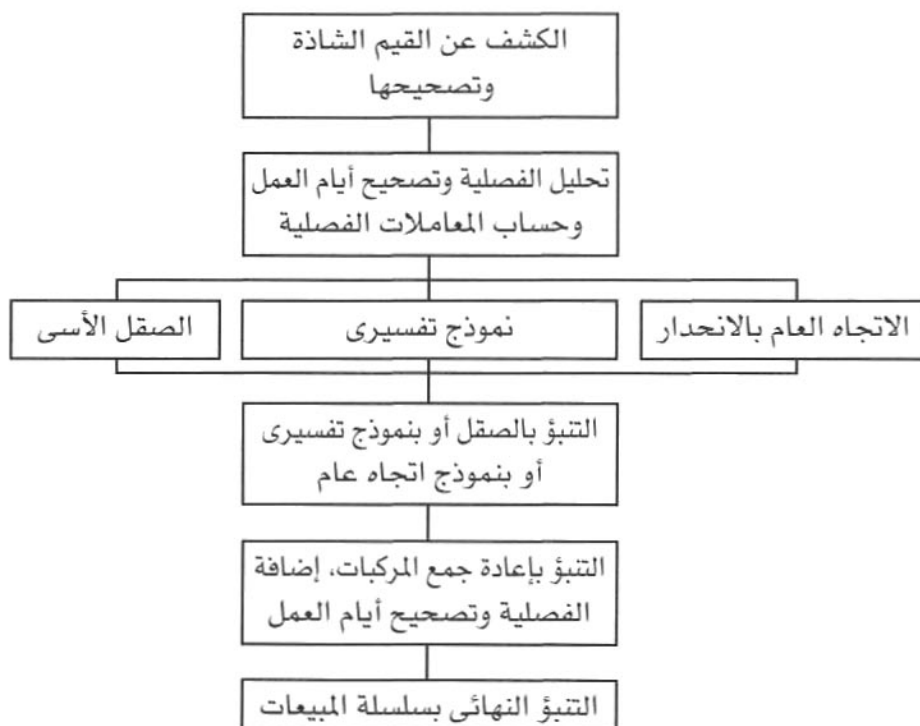 الكشف عن القيم الشاذة
وتصحيحها
تحليل الفصلية وتصحيح أيام العمل
وحساب المعاملات الفصلية
الاتجاه العام بالانحدار
نموذج تفسيرى
الصقل الأسى
التنبؤ بالصقل أو بنموذج تفسيرى
أو بنموذج اتجاه عام
التنبؤ بإعادة جمع المركبات، إضافة
الفصلية وتصحيح أيام العمل
التنبؤ النهائى بسلسلة المبيعات